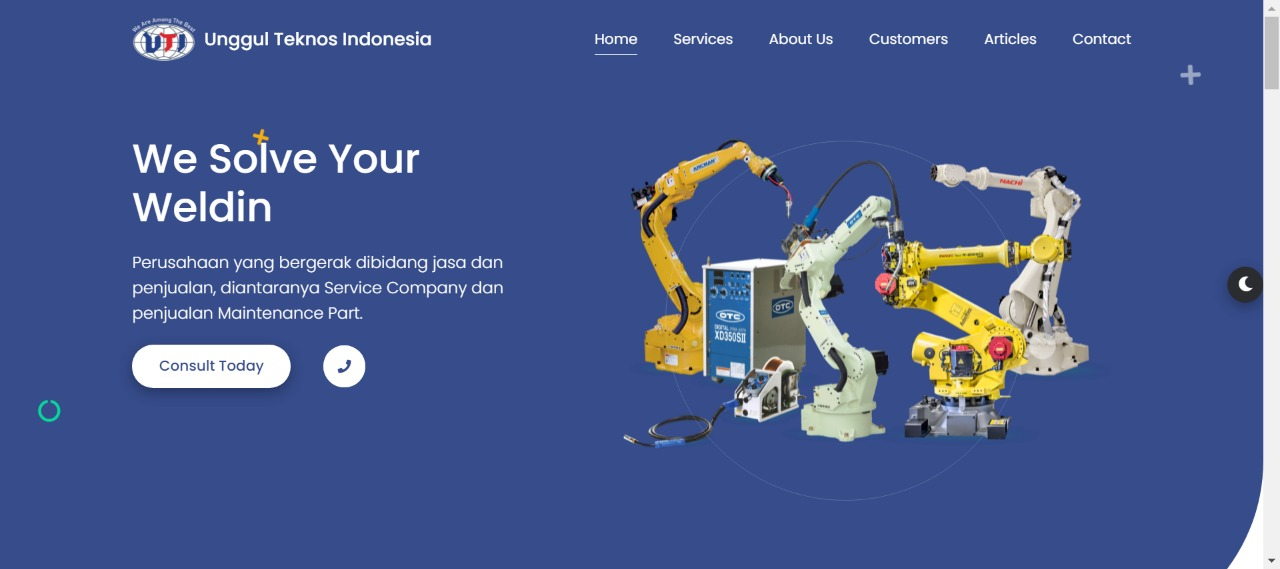 We Are Among The Best
UTI
Unggul Teknos Indonesia
Home
Services
About Us
Customers
Articles
Contact
We Solve Your
Weldin
Perusahaan yang bergerak dibidang jasa dan
penjualan, diantaranya Service Company dan
penjualan Maintenance Part.
Consult Today
NACHI
OTC
OTC
DIGITAL
XD350SII